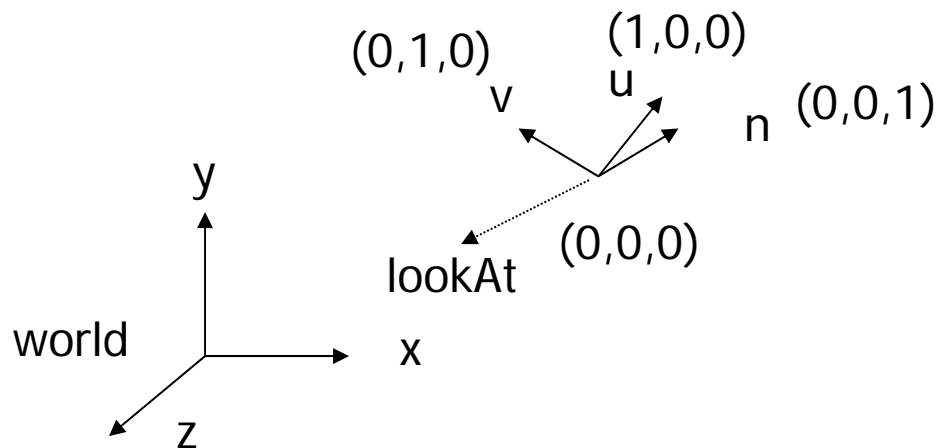 (1,0,0)
(0,1,0)
u
v
n (0,0,1)
y
(0,0,0)
lookAt
world
x
z